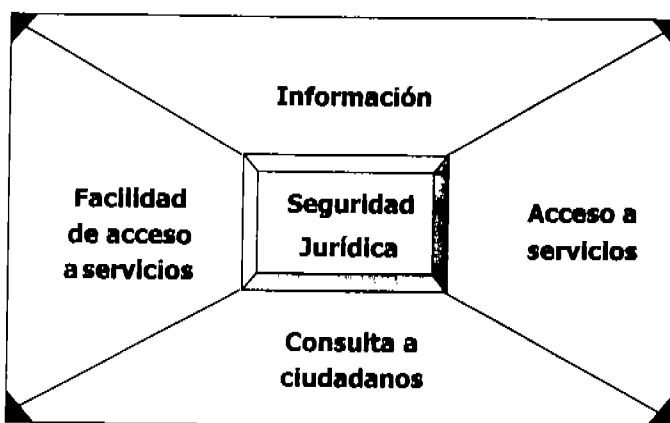 Información
Facilidad
de acceso
a servicios
Seguridad
Jurídica
Acceso a
servicios
Consulta a
ciudadanos